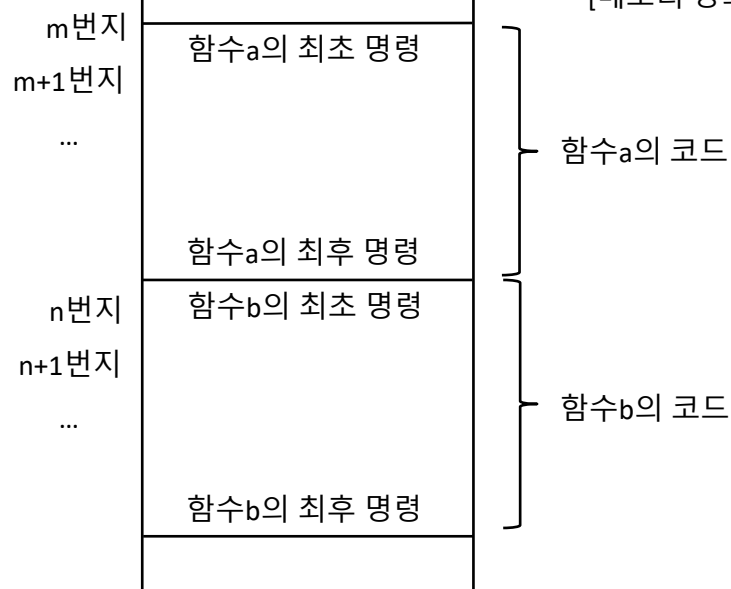 m번지
함수a의 최초 명령
m+1번지
...
함수a의 코드
함수a의 최후 명령
n번지
함수b의 최초 명령
n+1번지
...
함수b의 코드
함수b의 최후 명령